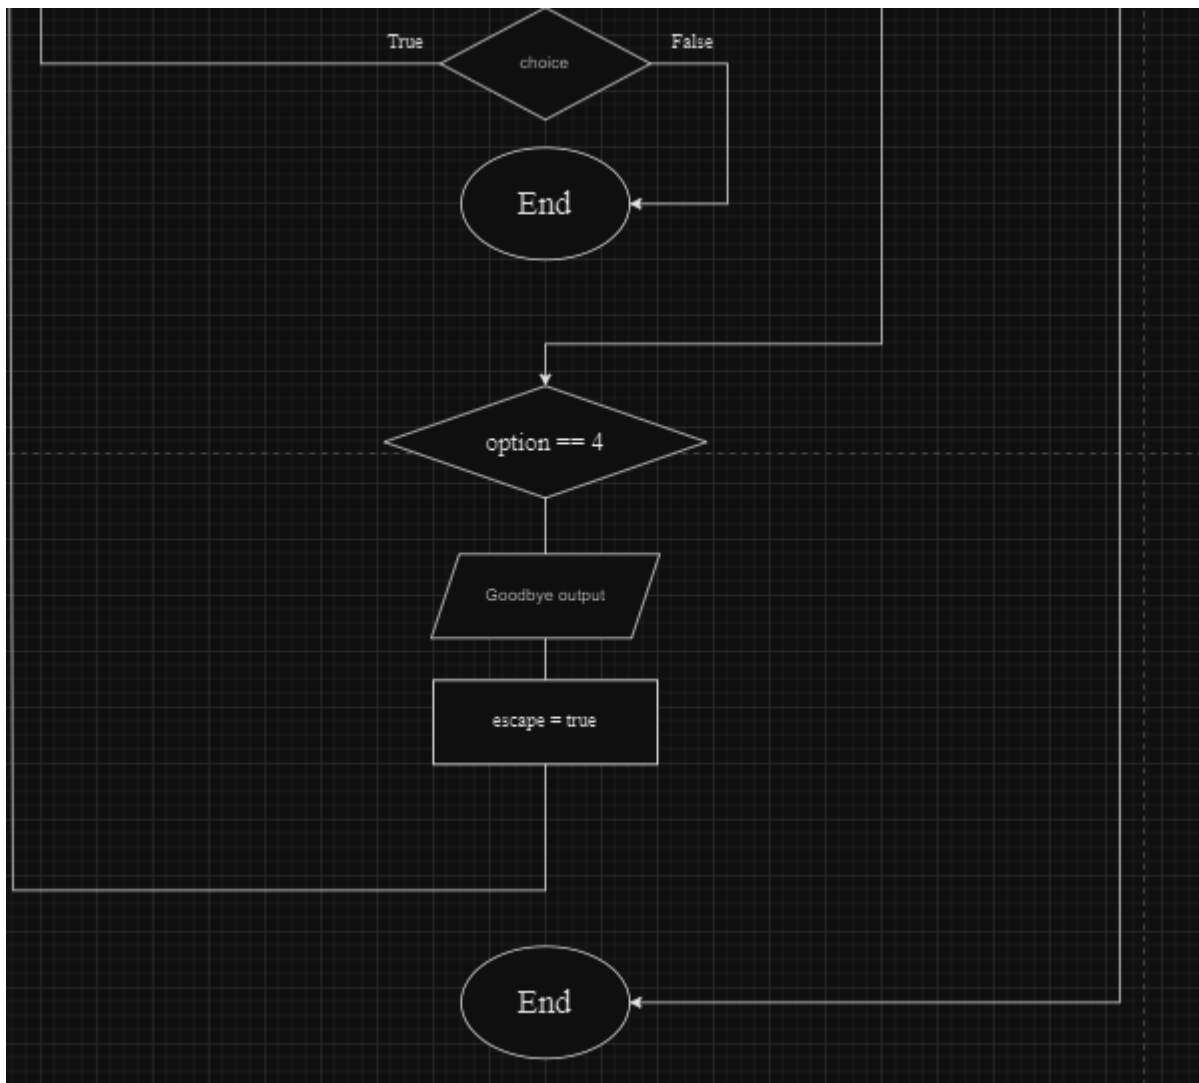 True
False
choice
End
option == 4
Goodbye output
escape = true
End